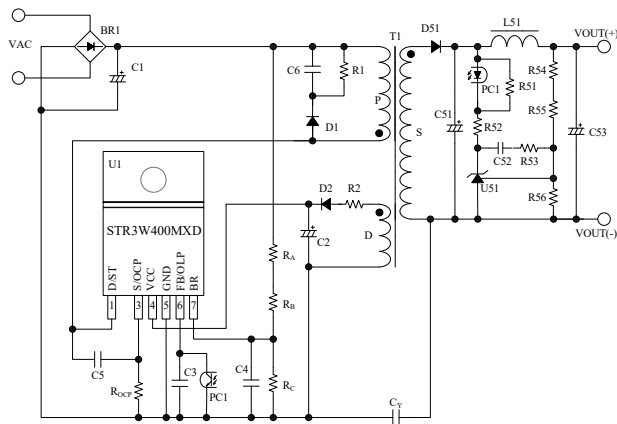 VAC
BR1
C1
C6
R1
P
D1
T1
S
D51
L51
VOUT(+)
PC1
R51
R54
R55
C51
R52
C52
R53
C53
U51
R56
VOUT(-)
U1
STR3W400MXD
D/ST
S/OCP
VCC
GND
FB/OLP
BR
1
3
4
5
6
7
D2
R2
C2
D
RA
RB
RC
C5
ROCP
C3
PC1
C4
CY